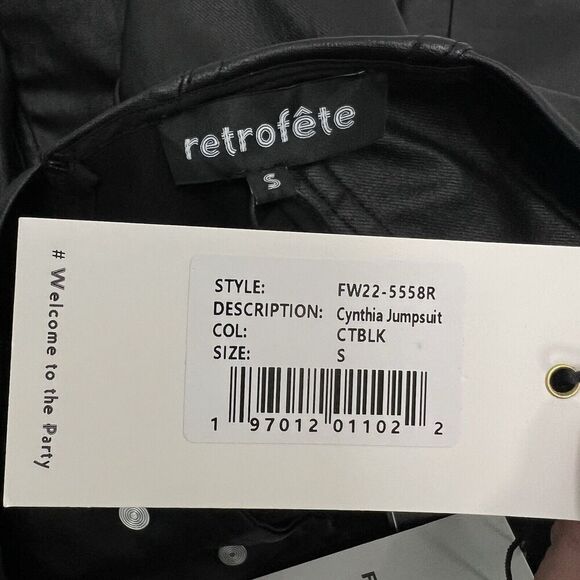 retrofête
S
# Welcome to the Party
STYLE: FW22-5558R
DESCRIPTION: Cynthia Jumpsuit
COL: CTBLK
SIZE: S
1 97012 01102 2
F